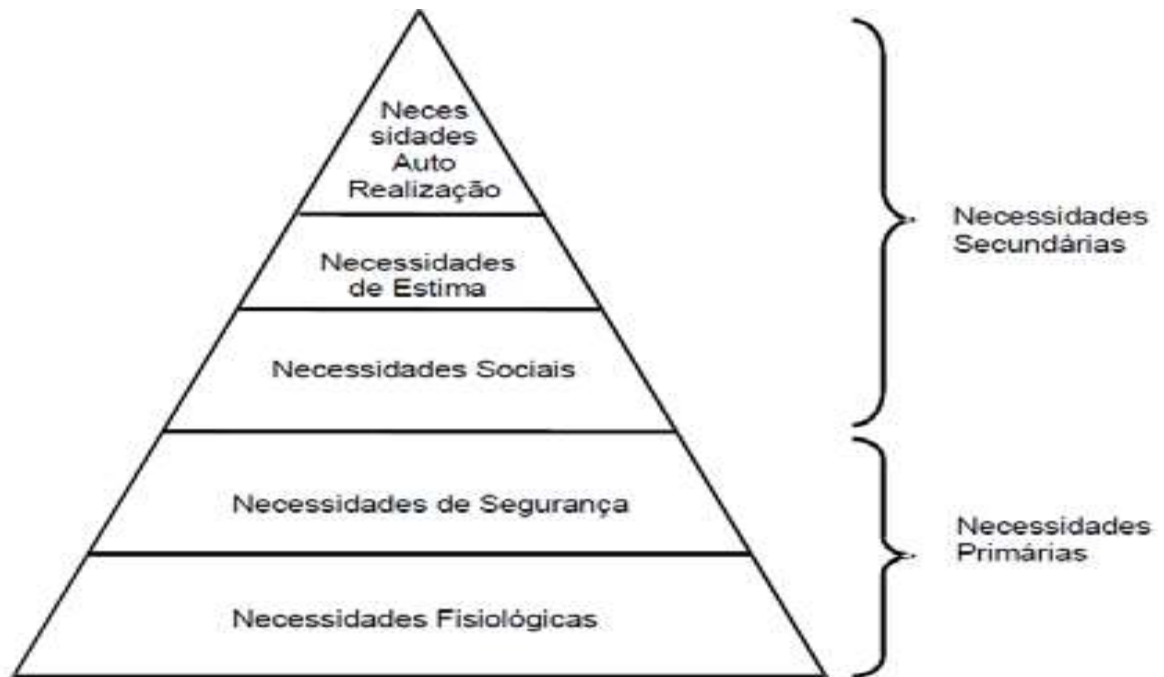 Neces
sidades
Auto
Realização
Necessidades
de Estima
Necessidades Sociais
Necessidades
Secundárias
Necessidades de Segurança
Necessidades Fisiológicas
Necessidades
Primárias